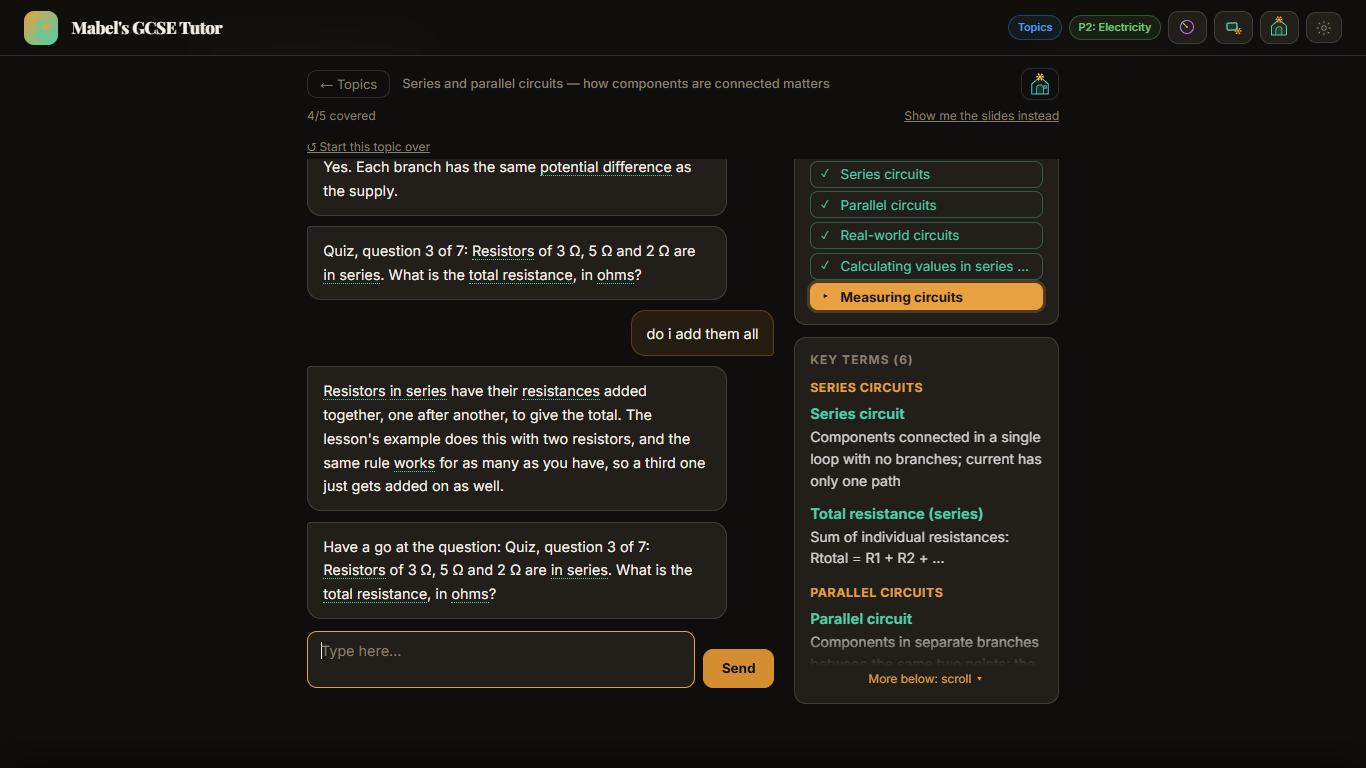 Mabel's GCSE Tutor
Topics
P2: Electricity
← Topics
Series and parallel circuits — how components are connected matters
4/5 covered
Show me the slides instead
↺ Start this topic over
Yes. Each branch has the same potential difference as
the supply.
Quiz, question 3 of 7: Resistors of 3 Ω, 5 Ω and 2 Ω are
in series. What is the total resistance, in ohms?
do i add them all
Resistors in series have their resistances added
together, one after another, to give the total. The
lesson's example does this with two resistors, and the
same rule works for as many as you have, so a third one
just gets added on as well.
Have a go at the question: Quiz, question 3 of 7:
Resistors of 3 Ω, 5 Ω and 2 Ω are in series. What is the
total resistance, in ohms?
Type here...
Send
✓ Series circuits
✓ Parallel circuits
✓ Real-world circuits
✓ Calculating values in series ...
‣ Measuring circuits
KEY TERMS (6)
SERIES CIRCUITS
Series circuit
Components connected in a single
loop with no branches; current has
only one path
Total resistance (series)
Sum of individual resistances:
Rtotal = R1 + R2 + ...
PARALLEL CIRCUITS
Parallel circuit
Components in separate branches
between the same two points; the
More below: scroll ▾